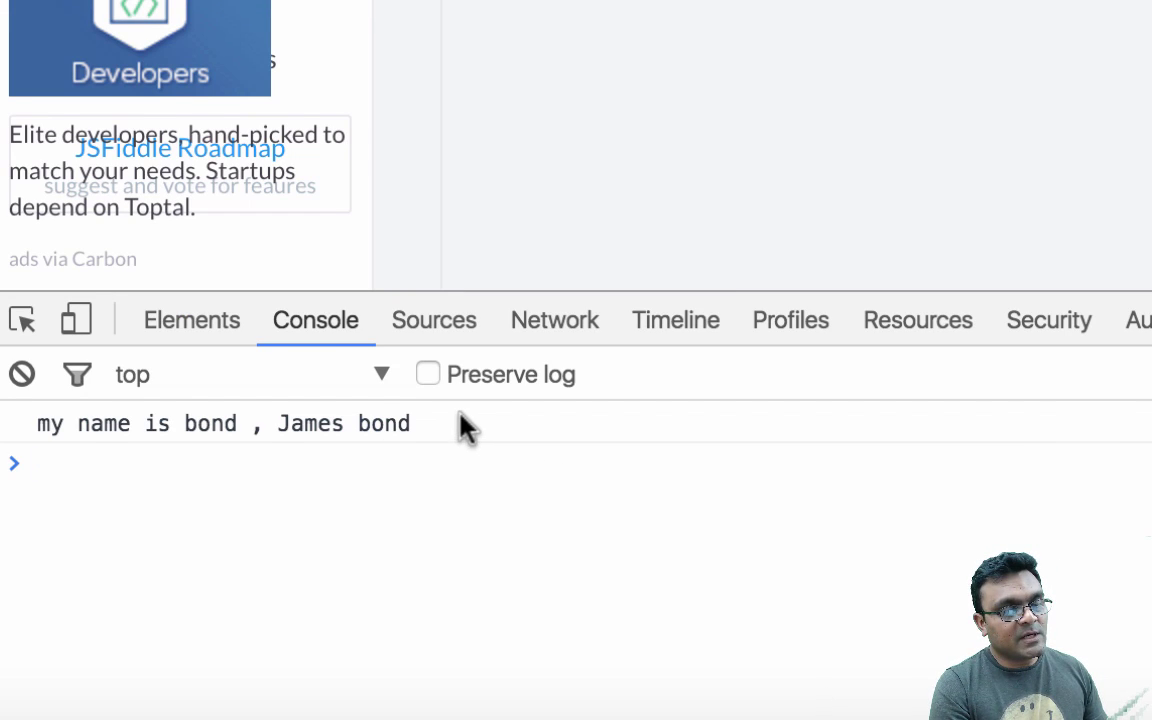 Developers
s
Elite developers, hand-picked to
JSFiddle Roadmap
match your needs. Startups
suggest and vote for feaures
depend on Toptal.
ads via Carbon
Elements Console Sources Network Timeline Profiles Resources Security Au
top Preserve log
my name is bond , James bond